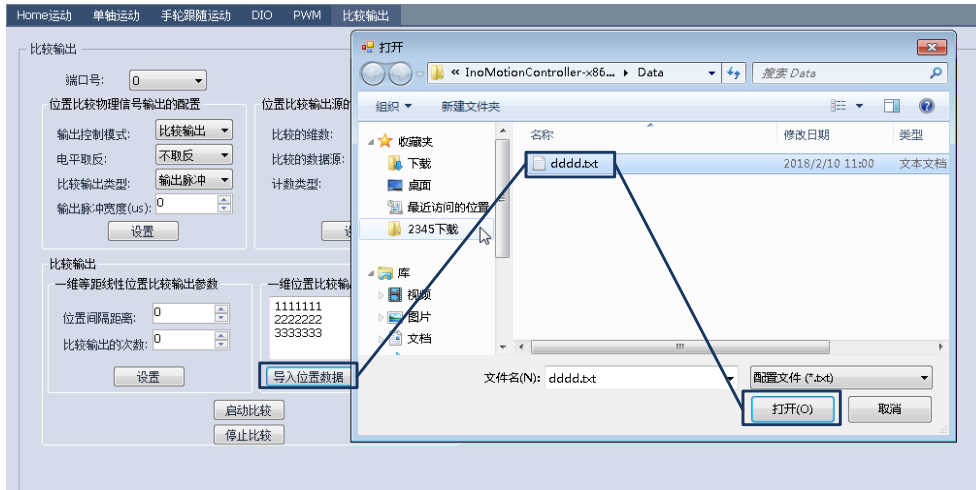 Home运动 单轴运动 手轮跟随运动 DIO PWM 比较输出
比较输出
端口号: 0
位置比较物理信号输出的配置
输出控制模式: 比较输出
电平取反: 不取反
比较输出类型: 输出脉冲
输出脉冲宽度(us): 0
设置
位置比较输出源的
比较的维数:
比较的数据源:
计数类型:
比较输出
一维等距线性位置比较输出参数
位置间隔距离: 0
比较输出的次数: 0
设置
一维位置比较输
1111111
2222222
3333333
导入位置数据
启动比较
停止比较
打开
« InoMotionController-x86... Data
搜索 Data
组织 新建文件夹
收藏夹
下载
桌面
最近访问的位置
2345下载
库
视频
图片
文档
名称 修改日期 类型
dddd.txt 2018/2/10 11:00 文本文档
文件名(N): dddd.txt 配置文件 (*.txt)
打开(O) 取消